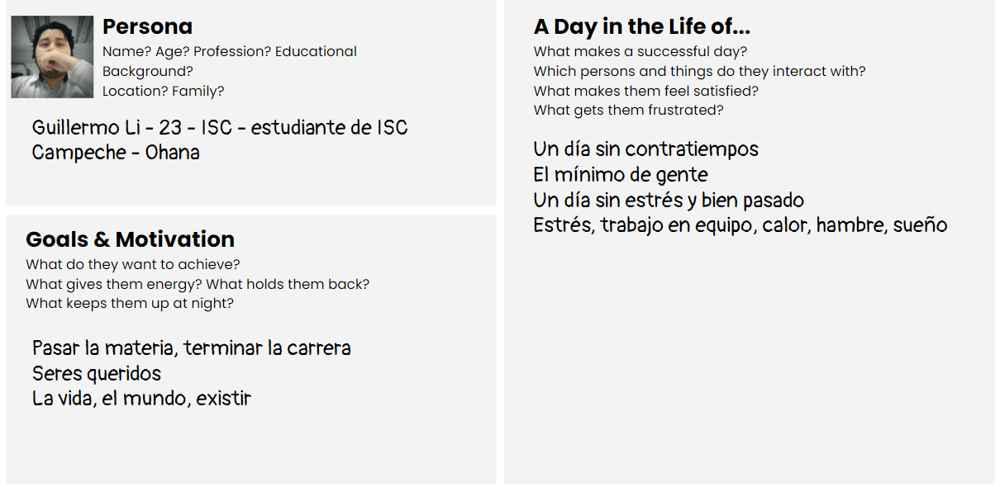 Persona
Name? Age? Profession? Educational
Background?
Location? Family?
Guillermo Li - 23 - ISC - estudiante de ISC
Campeche - Ohana
Goals & Motivation
What do they want to achieve?
What gives them energy? What holds them back?
What keeps them up at night?
Pasar la materia, terminar la carrera
Seres queridos
La vida, el mundo, existir
A Day in the Life of...
What makes a successful day?
Which persons and things do they interact with?
What makes them feel satisfied?
What gets them frustrated?
Un día sin contratiempos
El mínimo de gente
Un día sin estrés y bien pasado
Estrés, trabajo en equipo, calor, hambre, sueño